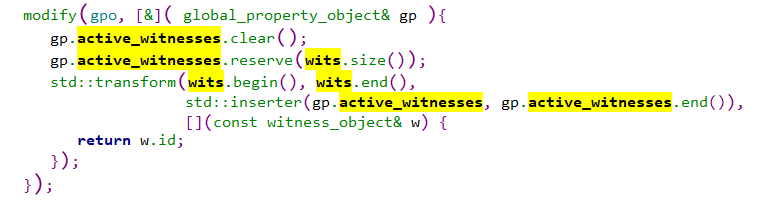 modify(gpo, [&]( global_property_object& gp ){
gp.active_witnesses.clear();
gp.active_witnesses.reserve(wits.size());
std::transform(wits.begin(), wits.end(),
std::inserter(gp.active_witnesses, gp.active_witnesses.end()),
[](const witness_object& w) {
return w.id;
});
});